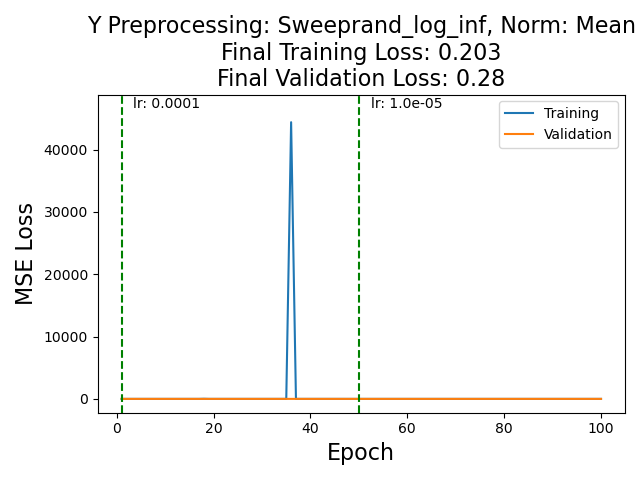 Y Preprocessing: Sweeprand_log_inf, Norm: Mean
Final Training Loss: 0.203
Final Validation Loss: 0.28
lr: 0.0001
lr: 1.0e-05
Training
Validation
MSE Loss
40000
30000
20000
10000
0
0 20 40 60 80 100
Epoch